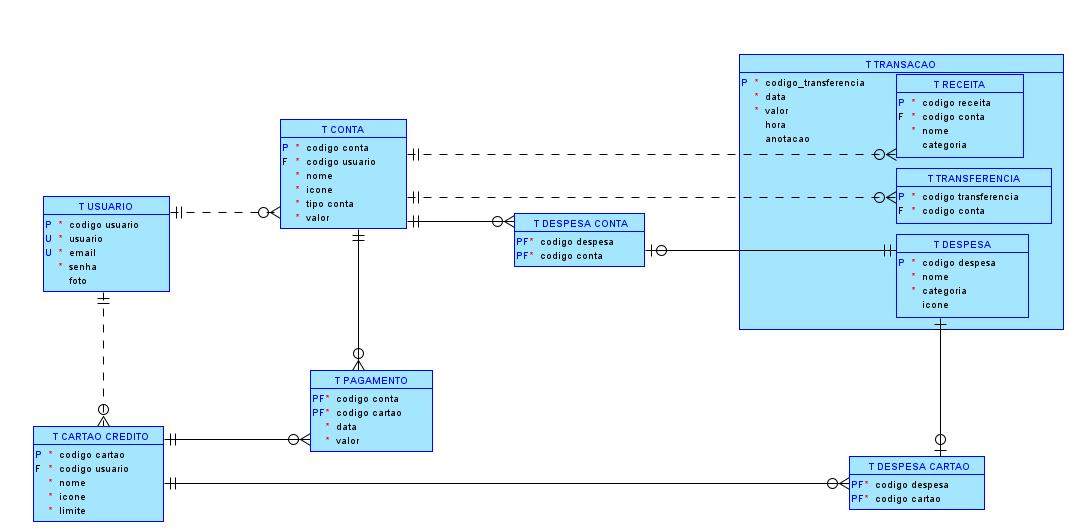 T TRANSACAO
P * codigo_transferencia
* data
* valor
hora
anotacao
T RECEITA
P * codigo receita
F * codigo conta
* nome
categoria
T TRANSFERENCIA
P * codigo transferencia
F * codigo conta
T DESPESA
P * codigo despesa
* nome
* categoria
icone
T CONTA
P * codigo conta
F * codigo usuario
* nome
* icone
* tipo conta
* valor
T USUARIO
P * codigo usuario
U * usuario
U * email
* senha
foto
T DESPESA CONTA
PF* codigo despesa
PF* codigo conta
T PAGAMENTO
PF* codigo conta
PF* codigo cartao
* data
* valor
T CARTAO CREDITO
P * codigo cartao
F * codigo usuario
* nome
* icone
* limite
T DESPESA CARTAO
PF* codigo despesa
PF* codigo cartao